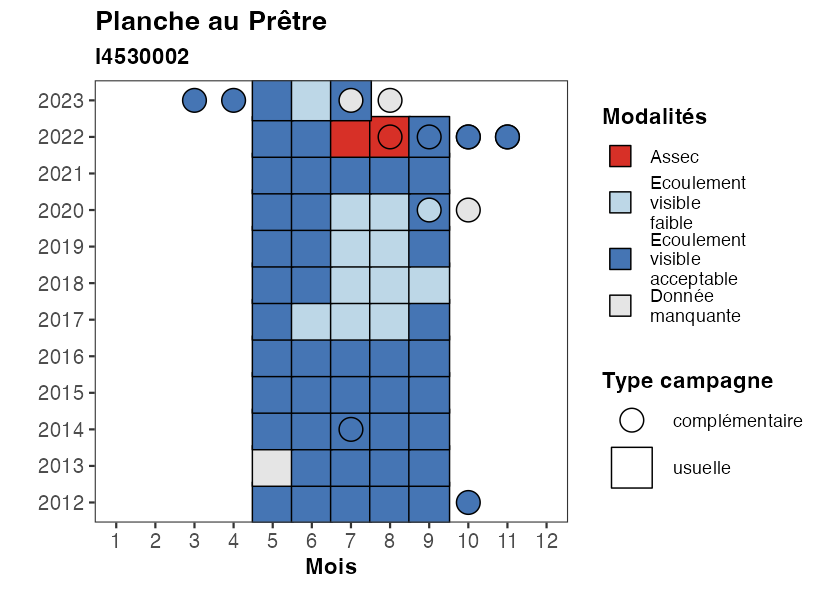 Planche au Prêtre
I4530002
2023
2022
2021
2020
2019
2018
2017
2016
2015
2014
2013
2012
1 2 3 4 5 6 7 8 9 10 11 12
Mois
Modalités
Assec
Ecoulement
visible
faible
Ecoulement
visible
acceptable
Donnée
manquante
Type campagne
complémentaire
usuelle